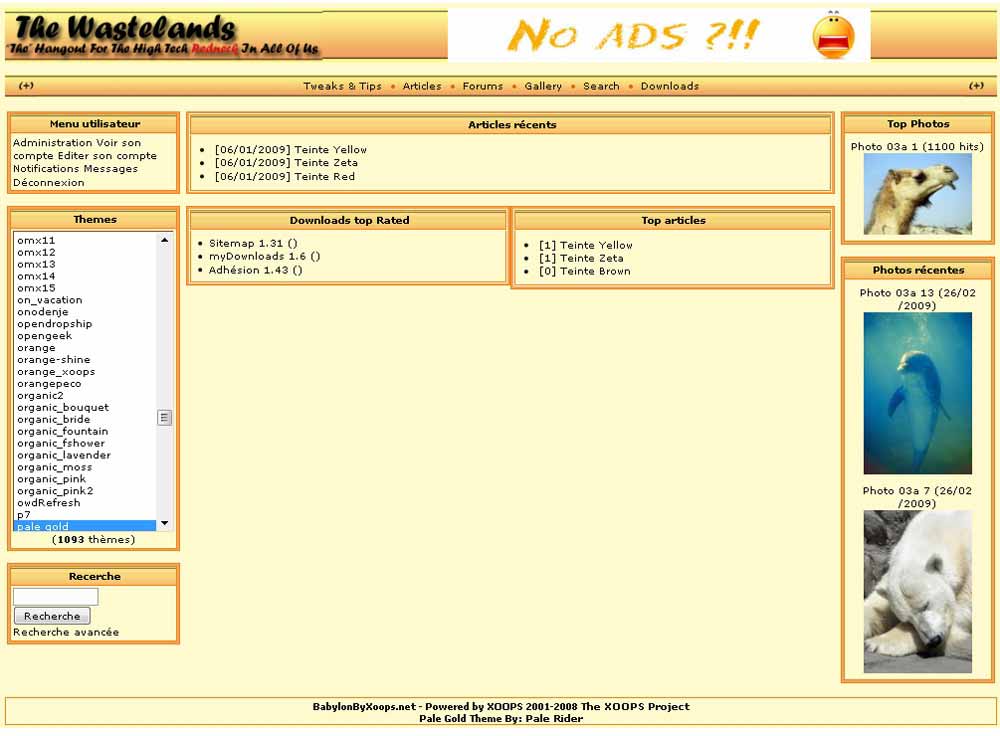 The Wastelands
'The' Hangout For The High Tech Redneck In All Of Us
No ADS ?!!
(+)
Tweaks & Tips • Articles • Forums • Gallery • Search • Downloads
(+)
Menu utilisateur
Administration Voir son
compte Editer son compte
Notifications Messages
Déconnexion
Themes
omx11
omx12
omx13
omx14
omx15
on_vacation
onodenje
opendropship
opengeek
orange
orange-shine
orange_xoops
orangepeco
organic2
organic_bouquet
organic_bride
organic_fountain
organic_fshower
organic_lavender
organic_moss
organic_pink
organic_pink2
owdRefresh
p7
pale gold
(1093 thèmes)
Recerche
Recherche
Recherche avancée
Articles récents
• [06/01/2009] Teinte Yellow
• [06/01/2009] Teinte Zeta
• [06/01/2009] Teinte Red
Downloads top Rated
• Sitemap 1.31 ()
• myDownloads 1.6 ()
• Adhésion 1.43 ()
Top articles
• [1] Teinte Yellow
• [1] Teinte Zeta
• [0] Teinte Brown
Top Photos
Photo 03a 1 (1100 hits)
Photos récentes
Photo 03a 13 (26/02
/2009)
Photo 03a 7 (26/02
/2009)
BabylonByXoops.net - Powered by XOOPS 2001-2008 The XOOPS Project
Pale Gold Theme By: Pale Rider